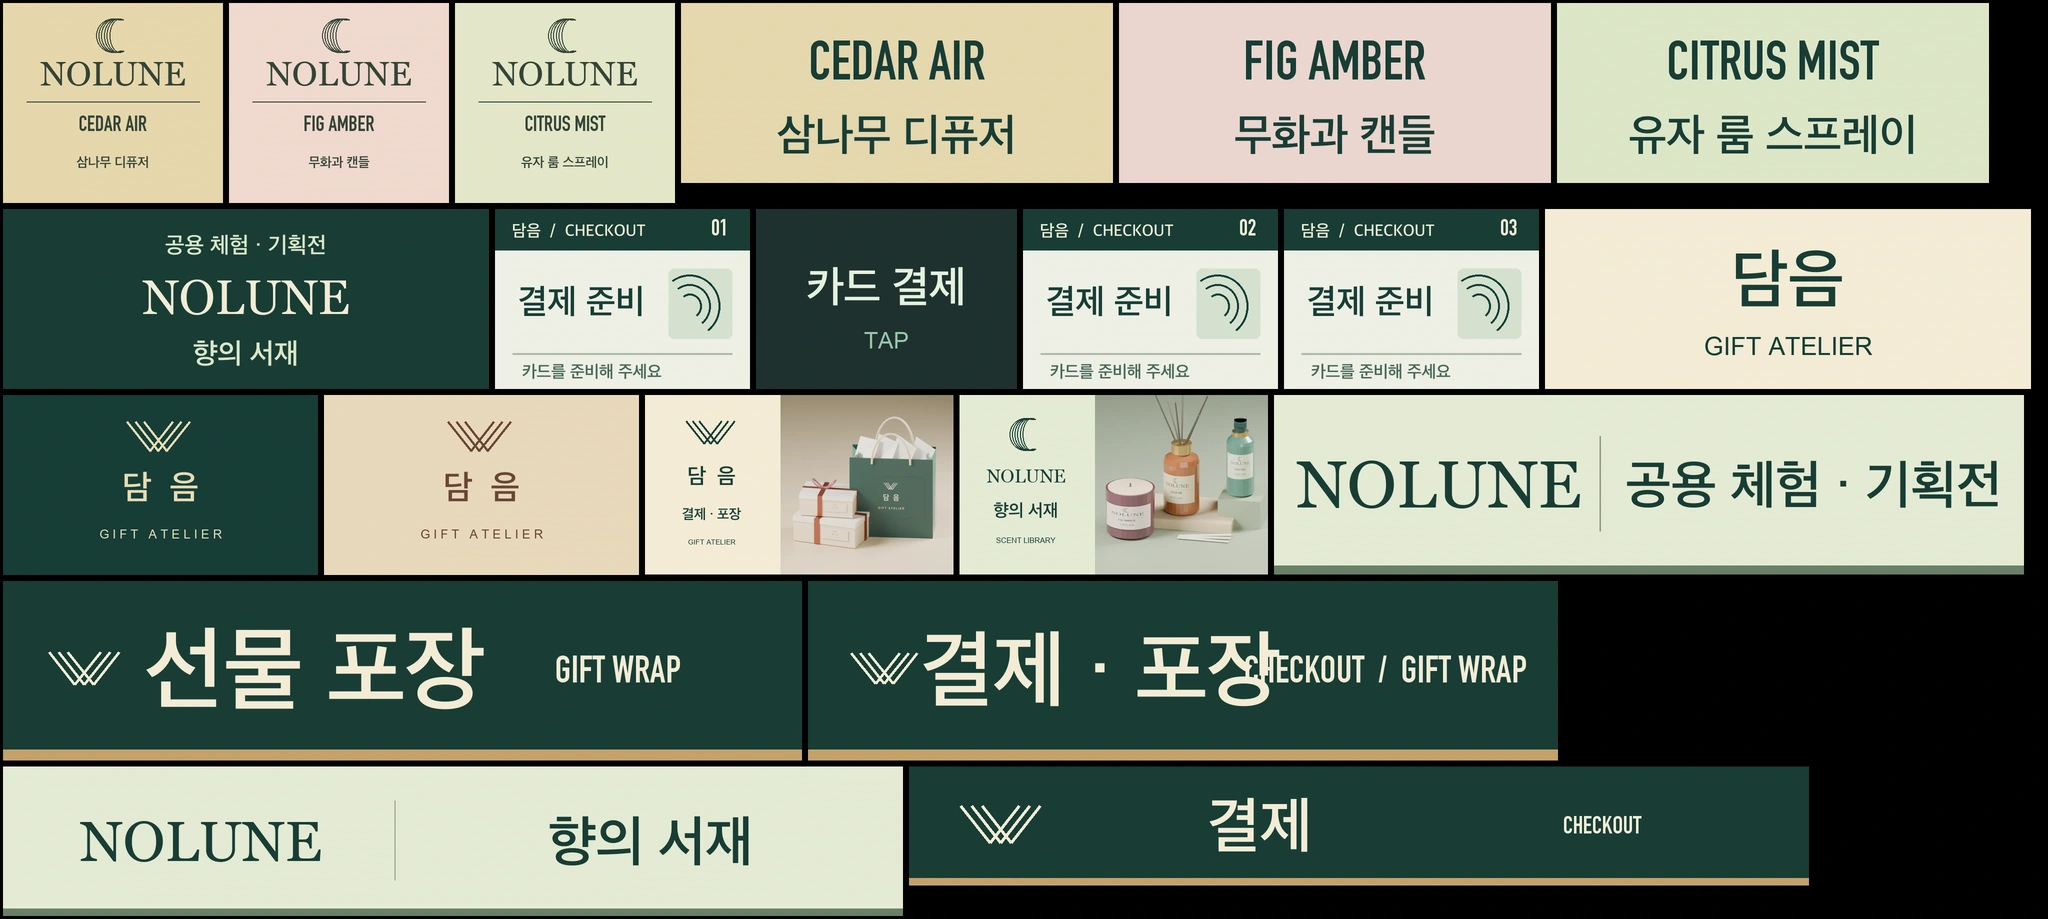 NOLUNE
CEDAR AIR
삼나무 디퓨저
NOLUNE
FIG AMBER
무화과 캔들
NOLUNE
CITRUS MIST
유자 룸 스프레이
CEDAR AIR
삼나무 디퓨저
FIG AMBER
무화과 캔들
CITRUS MIST
유자 룸 스프레이
공용 체험 · 기획전
NOLUNE
향의 서재
담음 / CHECKOUT 01
결제 준비
카드를 준비해 주세요
카드 결제
TAP
담음 / CHECKOUT 02
결제 준비
카드를 준비해 주세요
담음 / CHECKOUT 03
결제 준비
카드를 준비해 주세요
담음
GIFT ATELIER
담음
GIFT ATELIER
담음
GIFT ATELIER
담음
결제 · 포장
GIFT ATELIER
담음
NOLUNE
향의 서재
SCENT LIBRARY
NOLUNE
NOLUNE
NOLUNE 공용 체험 · 기획전
선물 포장 GIFT WRAP
결제 · 포장 CHECKOUT / GIFT WRAP
NOLUNE 향의 서재
결제 CHECKOUT